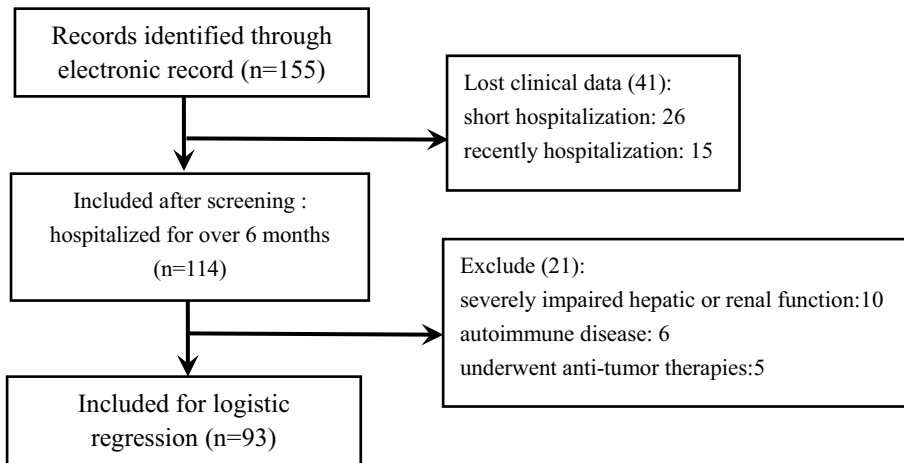 Records identified through
electronic record (n=155)
Lost clinical data (41):
short hospitalization: 26
recently hospitalization: 15
Included after screening :
hospitalized for over 6 months
(n=114)
Exclude (21):
severely impaired hepatic or renal function:10
autoimmune disease: 6
underwent anti-tumor therapies:5
Included for logistic
regression (n=93)